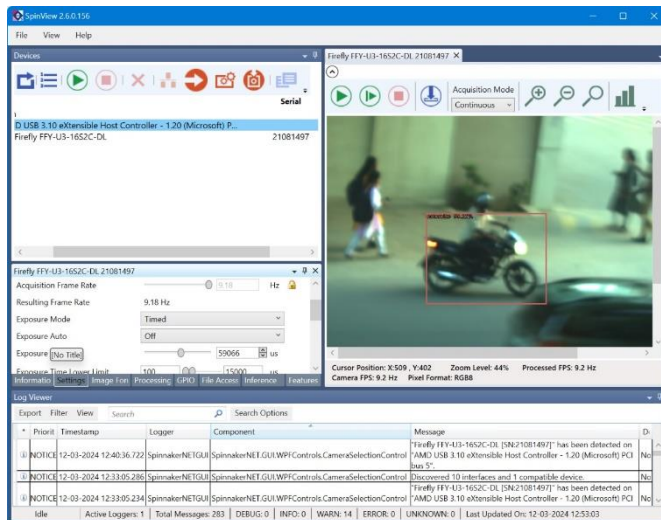 SpinView 2.6.0.156
File View Help
Devices
Serial
D USB 3.10 eXtensible Host Controller - 1.20 (Microsoft) P...
Firefly FFY-U3-16S2C-DL 21081497
Firefly FFY-U3-16S2C-DL 21081497
Acquisition Frame Rate 9.18 Hz
Resulting Frame Rate 9.18 Hz
Exposure Mode Timed
Exposure Auto Off
Exposure [No Title] 59066 us
Exposure Time Lower Limit 100 15000 us
Informatio Settings Image Fon Processing GPIO File Access Inference Features
Firefly FFY-U3-16S2C-DL 21081497
Acquisition Mode
Continuous
Cursor Position: X:509 , Y:402 Zoom Level: 44% Processed FPS: 9.2 Hz
Camera FPS: 9.2 Hz Pixel Format: RGB8
Log Viewer
Export Filter View Search Search Options
* Priorit Timestamp Logger Component Message
NOTICE 12-03-2024 12:40:36.722 SpinnakerNETGUI SpinnakerNET.GUI.WPFControls.CameraSelectionControl "Firefly FFY-U3-16S2C-DL [SN:21081497]" has been detected on
"AMD USB 3.10 eXtensible Host Controller - 1.20 (Microsoft) PCI
bus 5".
NOTICE 12-03-2024 12:33:05.286 SpinnakerNETGUI SpinnakerNET.GUI.WPFControls.CameraSelectionControl Discovered 10 interfaces and 1 compatible device.
NOTICE 12-03-2024 12:33:05.234 SpinnakerNETGUI SpinnakerNET.GUI.WPFControls.CameraSelectionControl "Firefly FFY-U3-16S2C-DL [SN:21081497]" has been detected on
"AMD USB 3.10 eXtensible Host Controller - 1.20 (Microsoft) PCI
Idle Active Loggers: 1 Total Messages: 283 DEBUG: 0 INFO: 0 WARN: 14 ERROR: 0 UNKNOWN: 0 Last Updated On: 12-03-2024 12:53:03